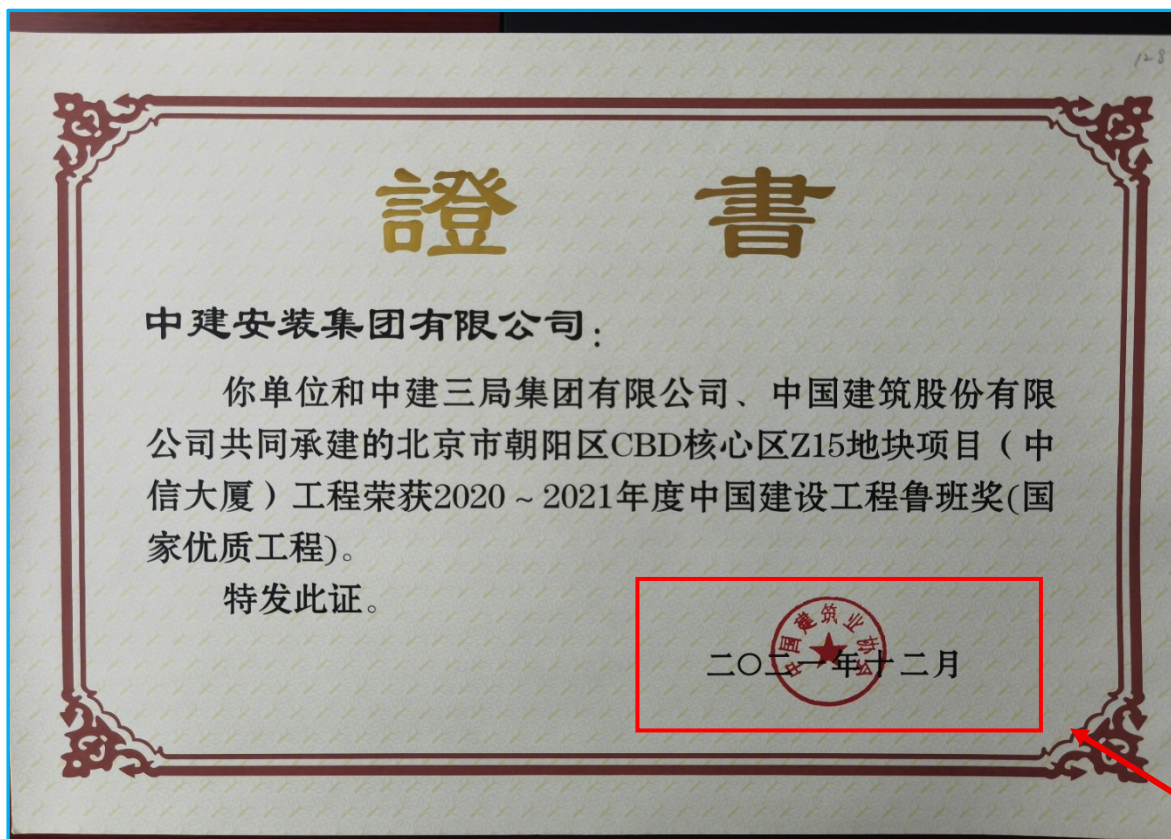 128
證 書
中建安装集团有限公司:
你单位和中建三局集团有限公司、中国建筑股份有限
公司共同承建的北京市朝阳区CBD核心区Z15地块项目（中
信大厦）工程荣获2020~2021年度中国建设工程鲁班奖(国
家优质工程)。
特发此证。
中国建筑业协会
二〇二一年十二月